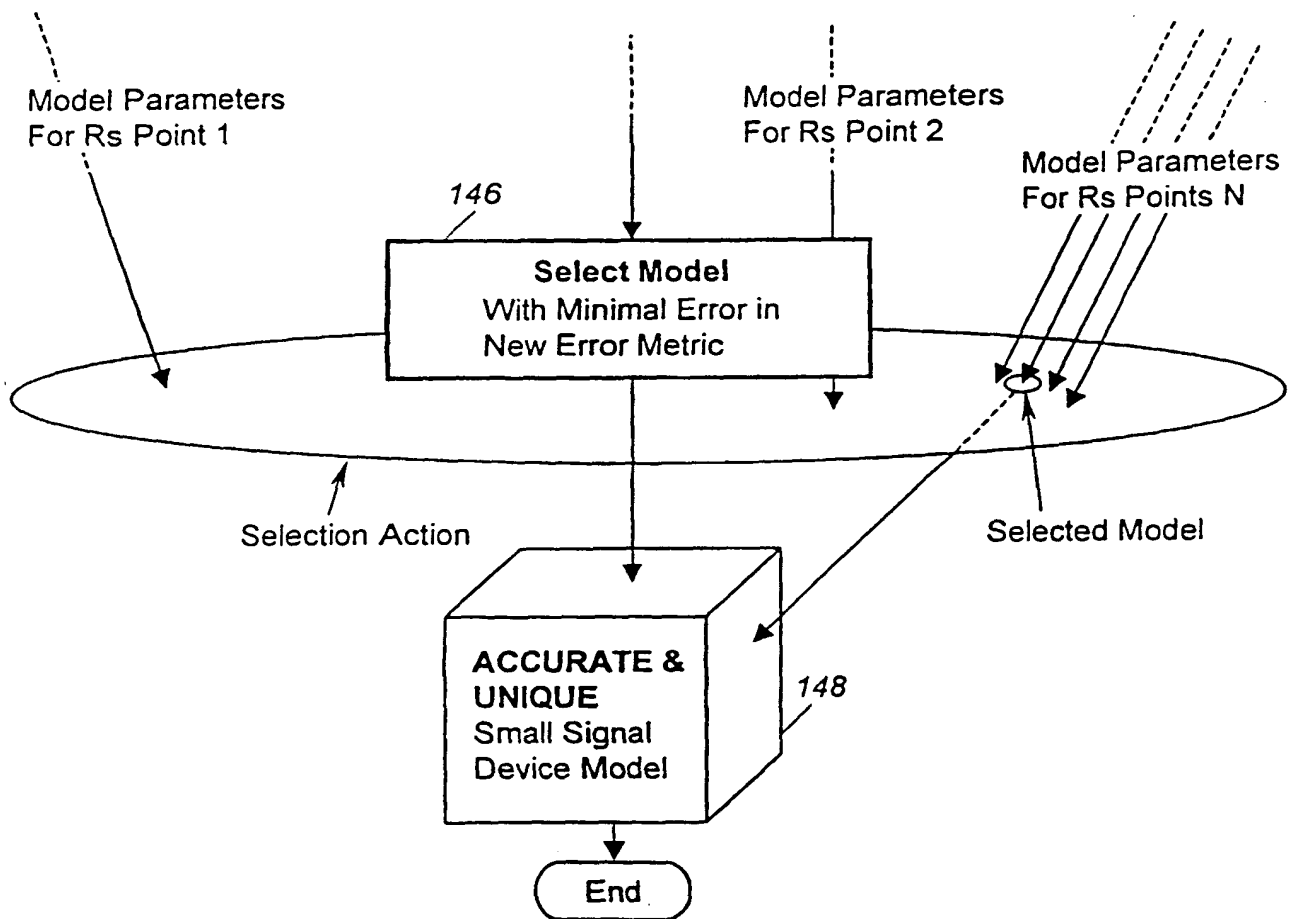 Model Parameters
For Rs Point 1
Model Parameters
For Rs Point 2
Model Parameters
For Rs Points N
146
Select Model
With Minimal Error in
New Error Metric
Selection Action
Selected Model
ACCURATE &
UNIQUE
Small Signal
Device Model
148
End